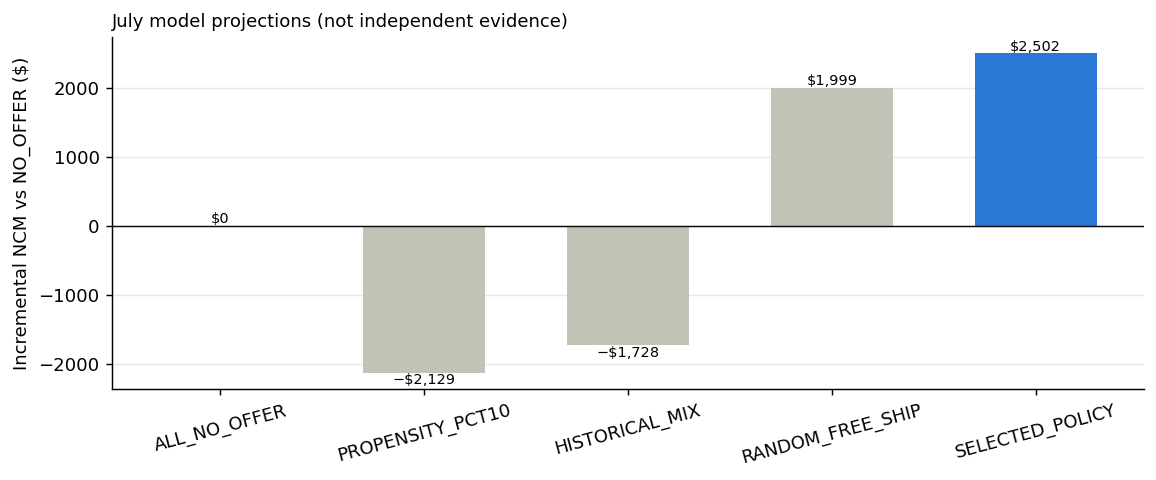 July model projections (not independent evidence)
Incremental NCM vs NO_OFFER ($)
2000
1000
0
−1000
−2000
$0
−$2,129
−$1,728
$1,999
$2,502
ALL_NO_OFFER
PROPENSITY_PCT10
HISTORICAL_MIX
RANDOM_FREE_SHIP
SELECTED_POLICY